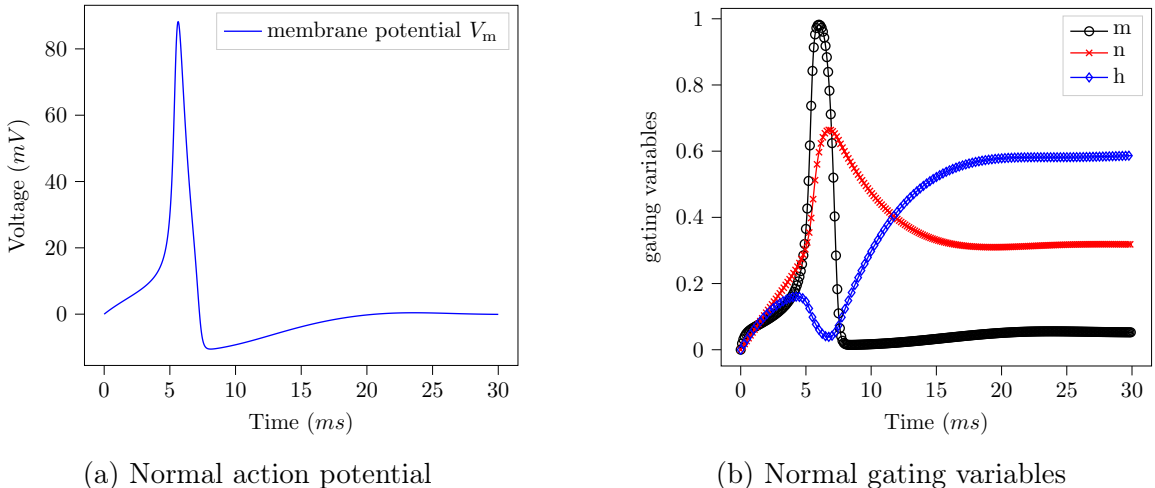 membrane potential Vm
80
60
40
20
0
Voltage (mV)
0 5 10 15 20 25 30
Time (ms)
(a) Normal action potential
m
n
h
1
0.8
0.6
0.4
0.2
0
gating variables
0 5 10 15 20 25 30
Time (ms)
(b) Normal gating variables